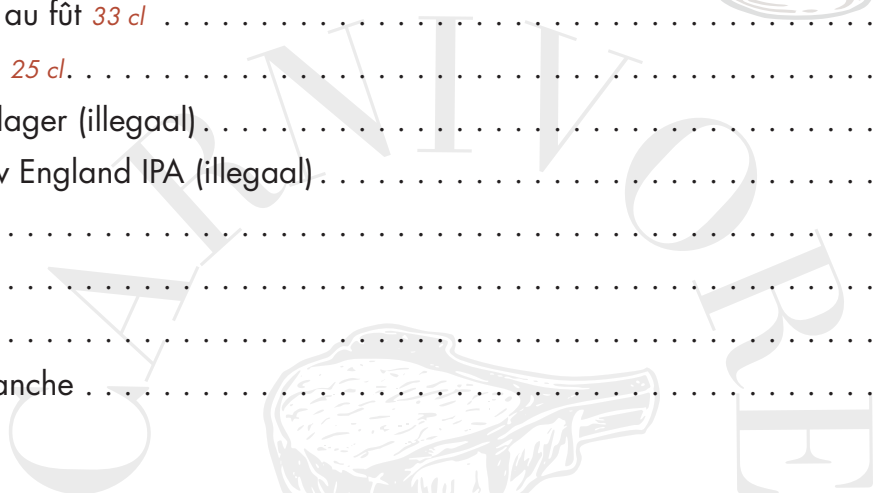 au fût 33 cl
25 cl
lager (illegaal)
England IPA (illegaal)
anche
CARNIVORE